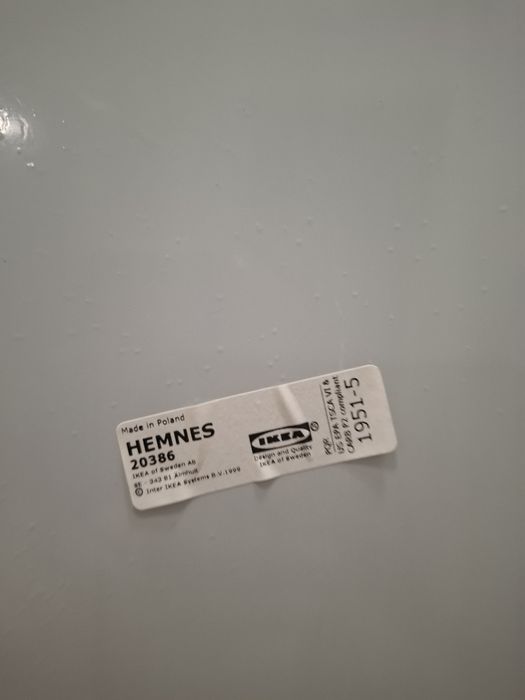 Made in Poland
HEMNES
20386
IKEA of Sweden AB
SE - 343 81 Älmhult
© Inter IKEA Systems B.V.1999
IKEA®
Design and Quality
IKEA of Sweden
PQR
US EPA TSCA VI &
CARB P2 compliant
1951-5